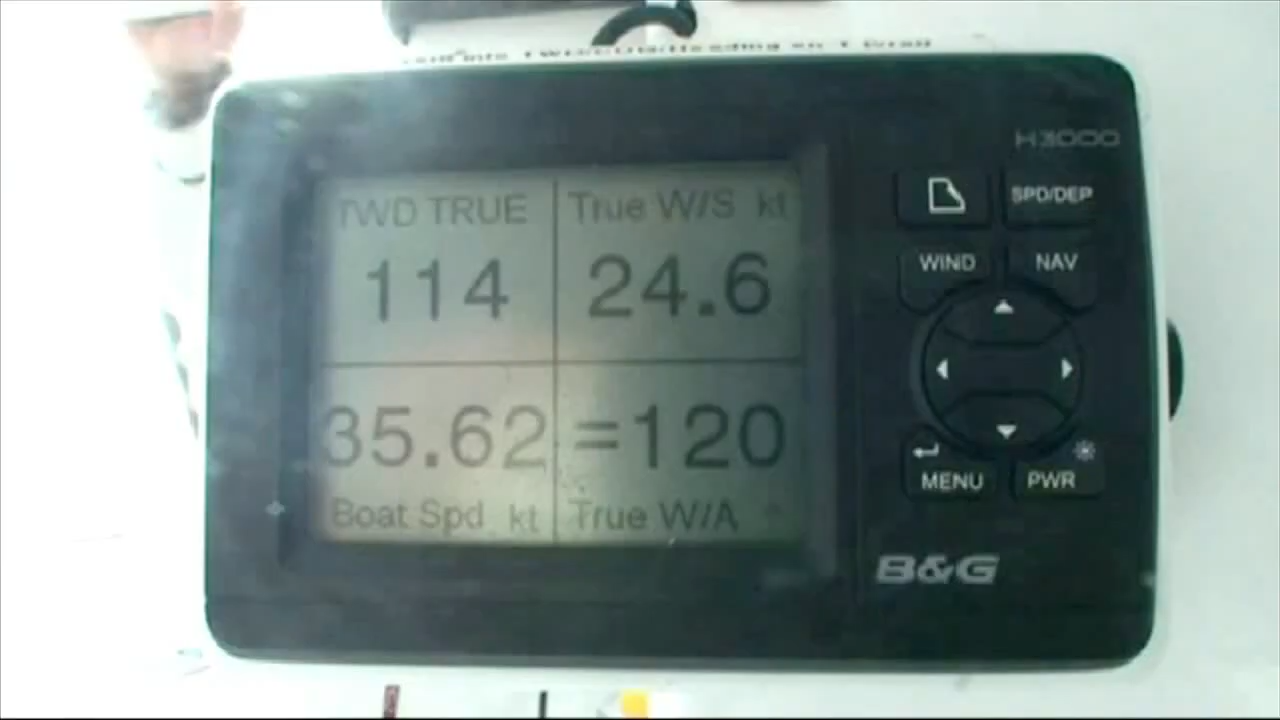 H3000
TWD TRUE
True W/S kt
114
24.6
35.62
=120
Boat Spd kt
True W/A
SPD/DEP
WIND
NAV
MENU
PWR
B&G